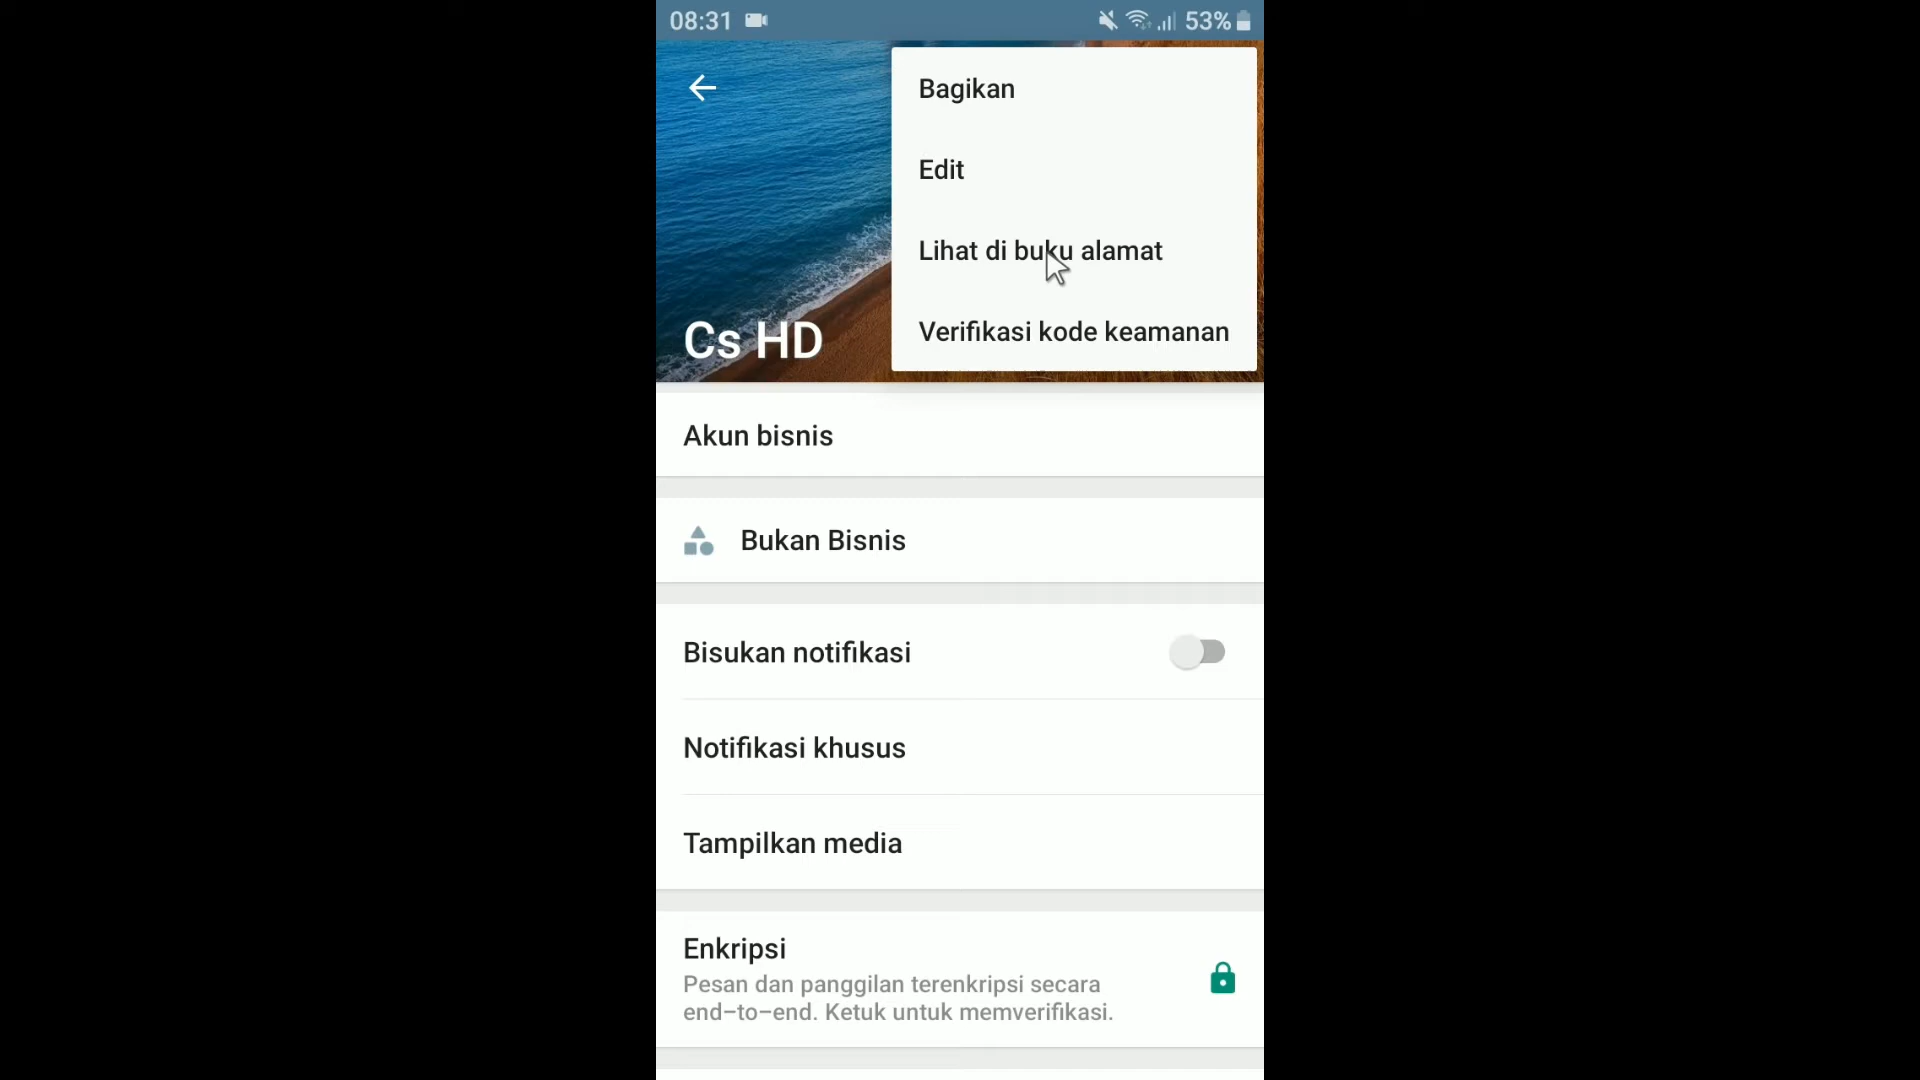 08:31
53%
Bagikan
Edit
Lihat di buku alamat
Verifikasi kode keamanan
Cs HD
Akun bisnis
Bukan Bisnis
Bisukan notifikasi
Notifikasi khusus
Tampilkan media
Enkripsi
Pesan dan panggilan terenkripsi secara
end-to-end. Ketuk untuk memverifikasi.